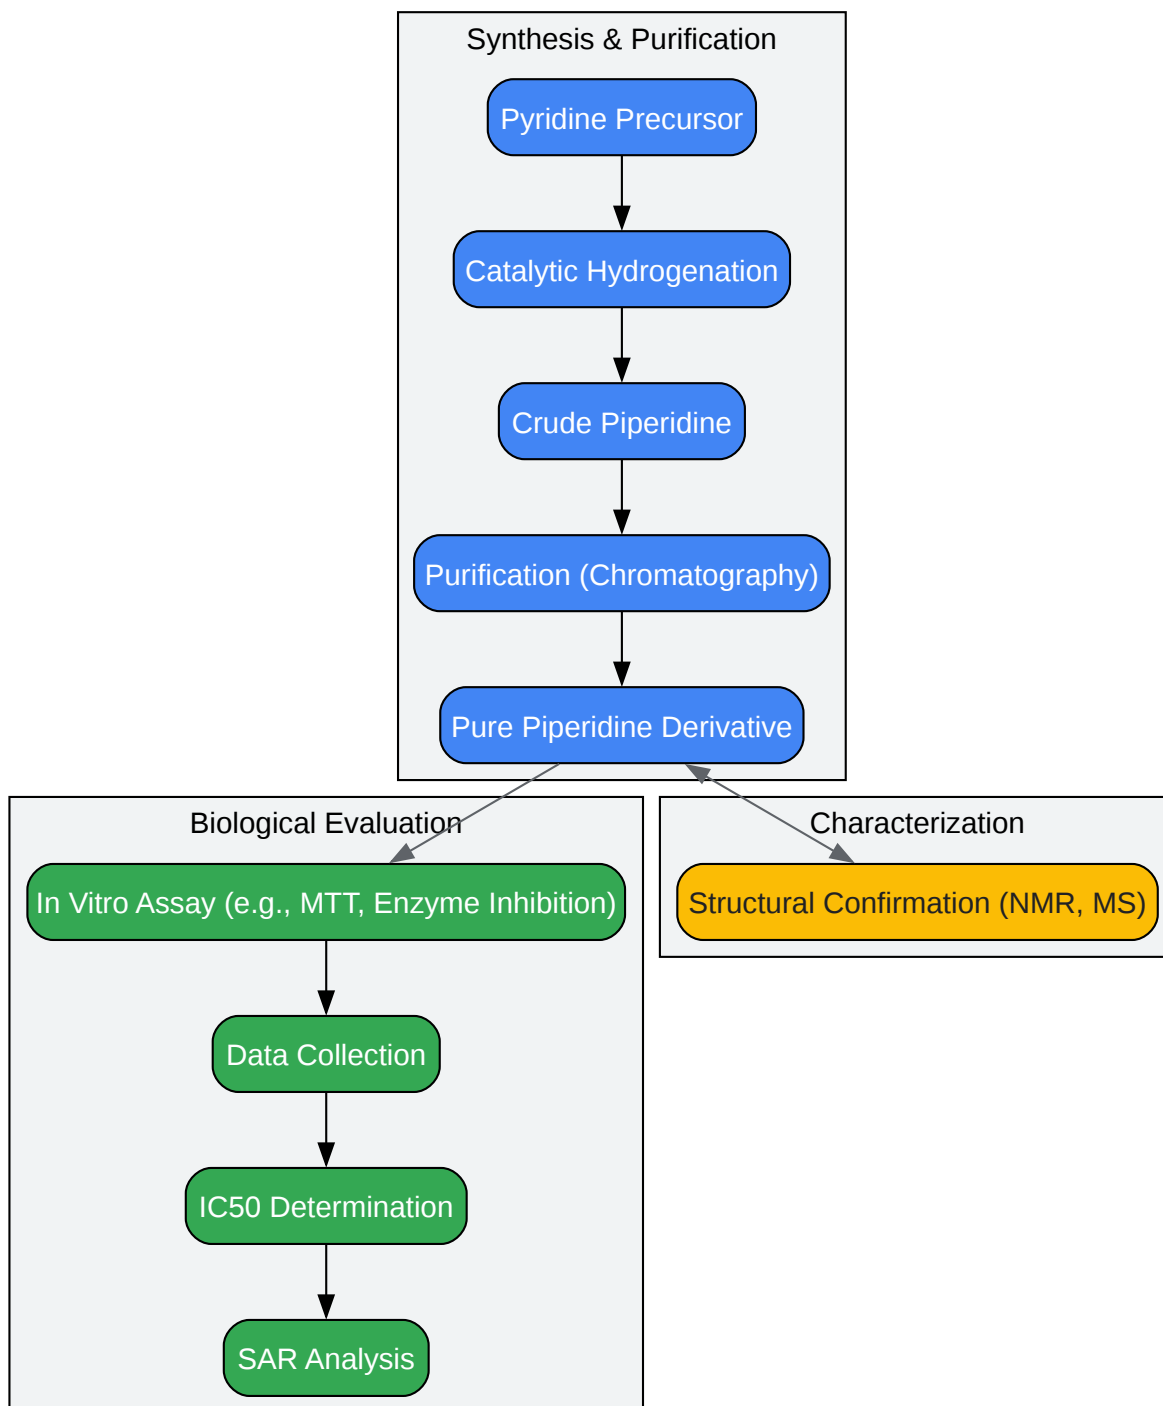 Synthesis & Purification
Pyridine Precursor
Catalytic Hydrogenation
Crude Piperidine
Purification (Chromatography)
Pure Piperidine Derivative
Biological Evaluation
In Vitro Assay (e.g., MTT, Enzyme Inhibition)
Data Collection
IC50 Determination
SAR Analysis
Characterization
Structural Confirmation (NMR, MS)